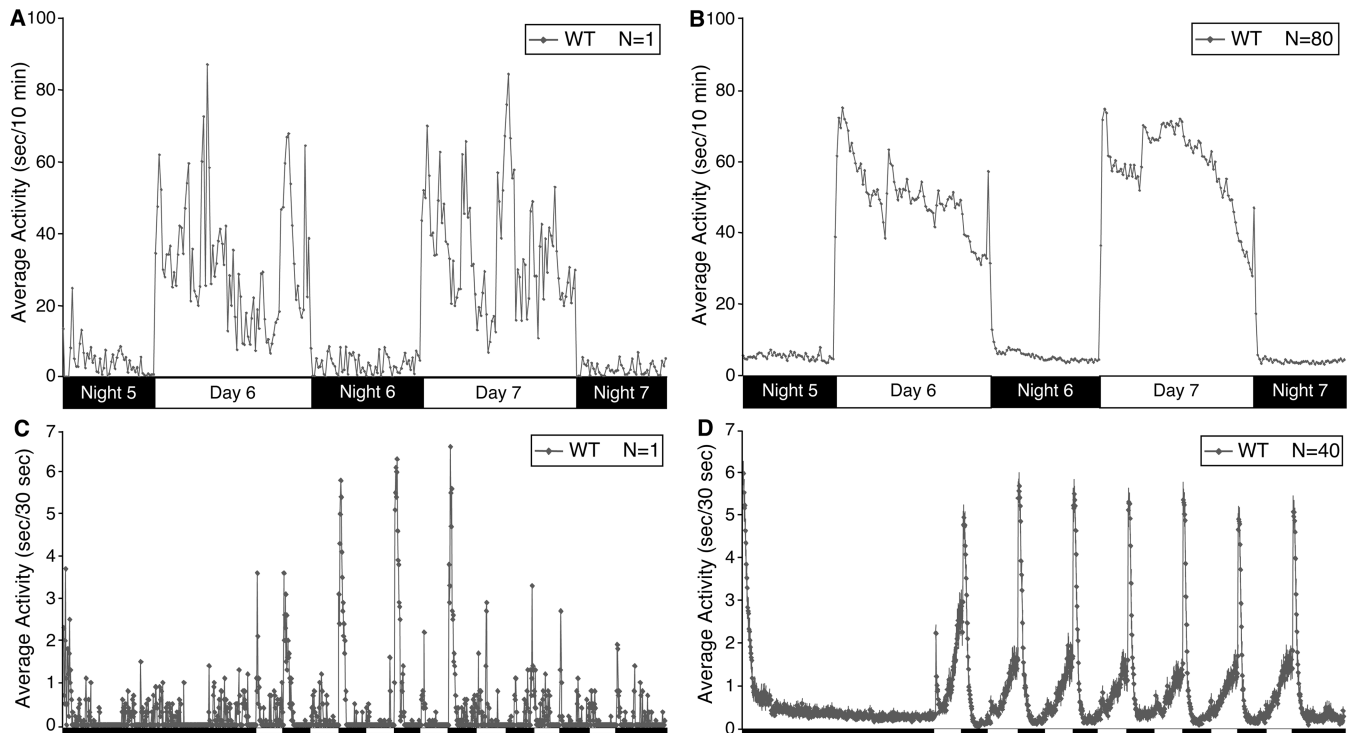 A
100
80
60
40
20
0
Average Activity (sec/10 min)
WT N=1
Night 5 Day 6 Night 6 Day 7 Night 7
B
100
80
60
40
20
0
Average Activity (sec/10 min)
WT N=80
Night 5 Day 6 Night 6 Day 7 Night 7
C
7
6
5
4
3
2
1
0
Average Activity (sec/30 sec)
WT N=1
D
7
6
5
4
3
2
1
0
Average Activity (sec/30 sec)
WT N=40